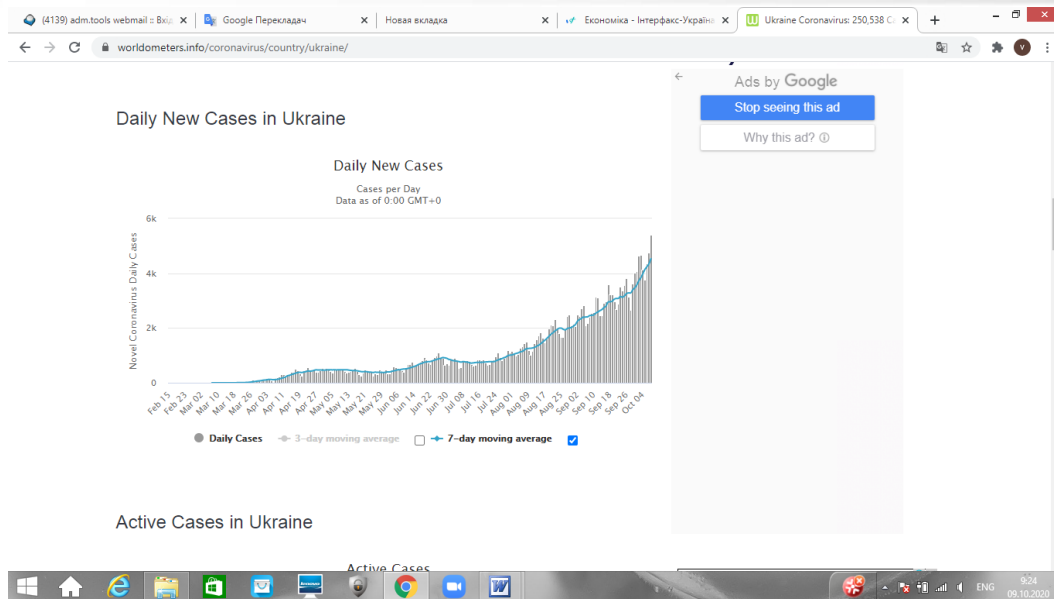 (4139) adm.tools webmail :: Вхід
Google Перекладач
Новая вкладка
Економіка - Інтерфакс-Україна
Ukraine Coronavirus: 250,538 C
worldometers.info/coronavirus/country/ukraine/
Ads by Google
Stop seeing this ad
Why this ad?
Daily New Cases in Ukraine
Daily New Cases
Cases per Day
Data as of 0:00 GMT+0
Novel Coronavirus Daily Cases
6k
4k
2k
0
Feb 15 Feb 23 Mar 02 Mar 10 Mar 18 Mar 26 Apr 03 Apr 11 Apr 19 Apr 27 May 05 May 13 May 21 May 29 Jun 06 Jun 14 Jun 22 Jun 30 Jul 08 Jul 16 Jul 24 Aug 01 Aug 09 Aug 17 Aug 25 Sep 02 Sep 10 Sep 18 Sep 26 Oct 04
Daily Cases 3-day moving average 7-day moving average
Active Cases in Ukraine
Active Cases
ENG
9:24
09.10.2020